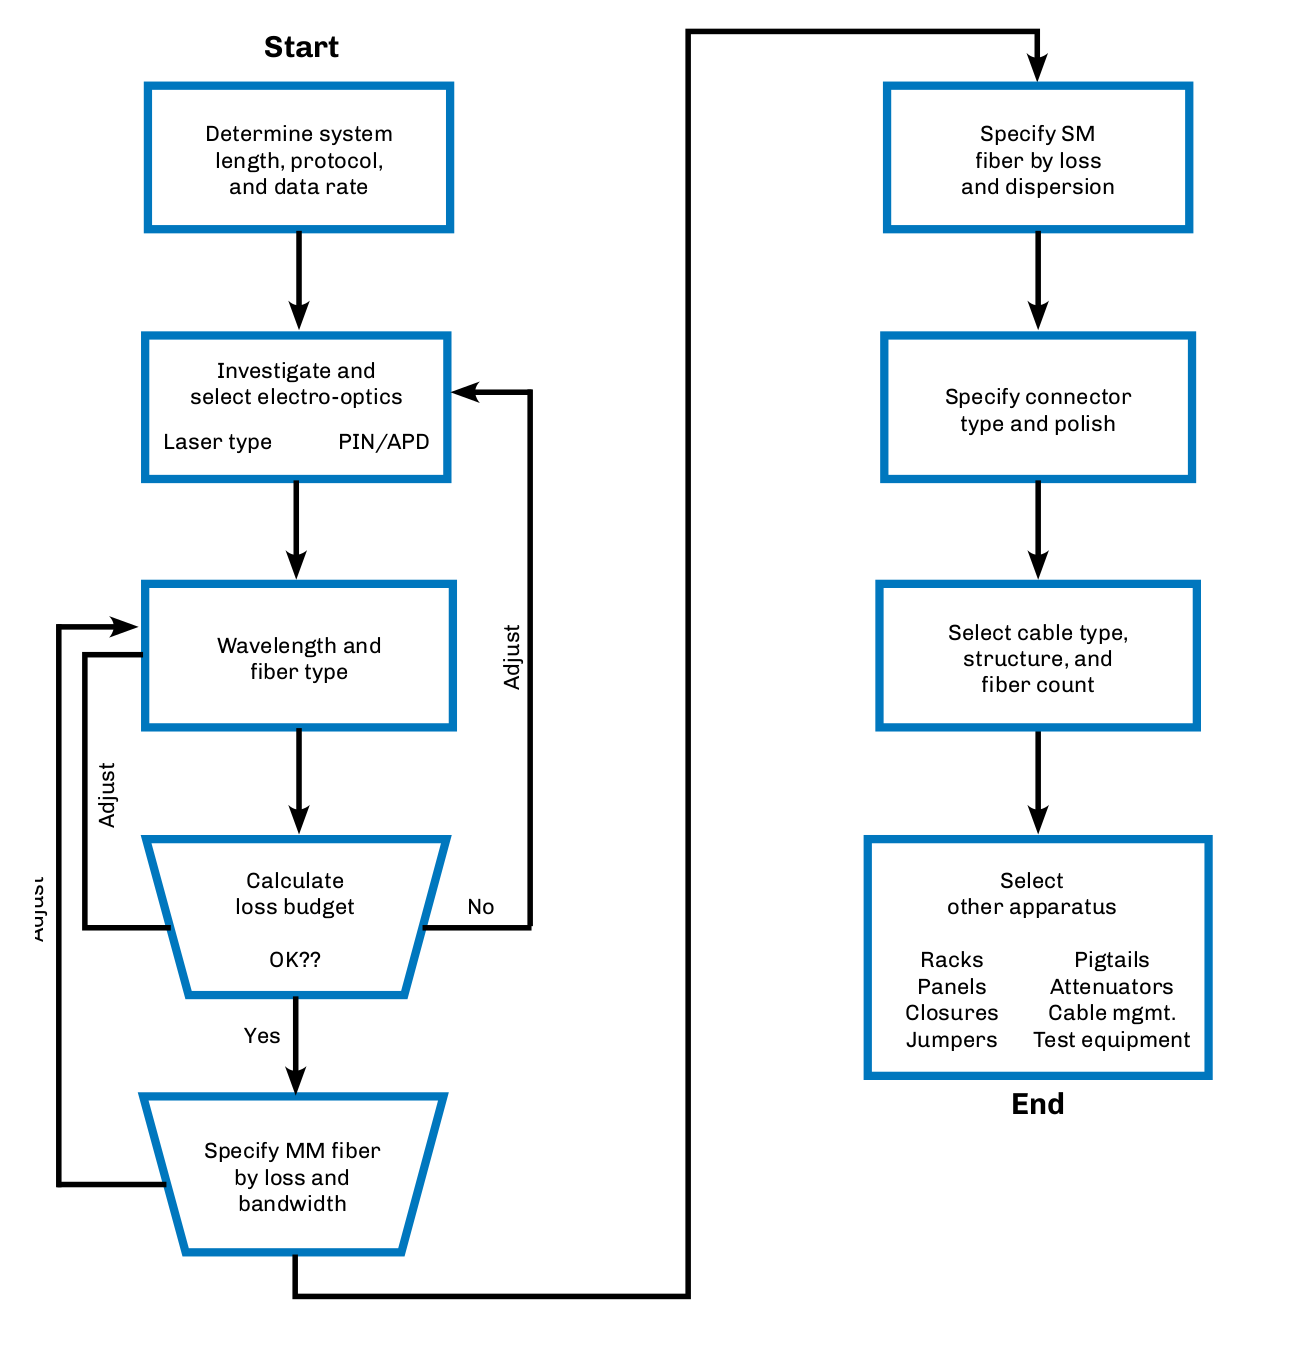 Start
Determine system
length, protocol,
and data rate
Investigate and
select electro-optics
Laser type
PIN/APD
Wavelength and
fiber type
Adjust
Adjust
Adjust
Calculate
loss budget
OK??
No
Yes
Specify MM fiber
by loss and
bandwidth
Specify SM
fiber by loss
and dispersion
Specify connector
type and polish
Select cable type,
structure, and
fiber count
Select
other apparatus
Racks
Panels
Closures
Jumpers
Pigtails
Attenuators
Cable mgmt.
Test equipment
End